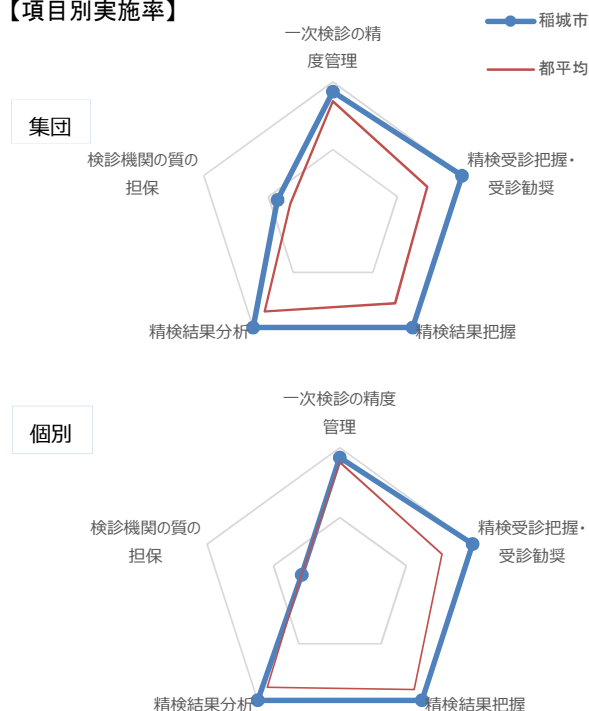 【項目別実施率】
稲城市
都平均
集団
一次検診の精
度管理
精検受診把握・
受診勧奨
精検結果把握
精検結果分析
検診機関の質の
担保
個別
一次検診の精度
管理
精検受診把握・
受診勧奨
精検結果把握
精検結果分析
検診機関の質の
担保